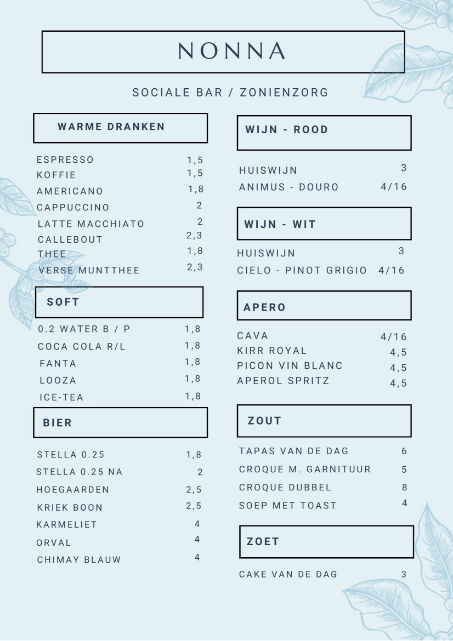 NONNA
SOCIALE BAR / ZONIENZORG
WARME DRANKEN
ESPRESSO 1,5
KOFFIE 1,5
AMERICANO 1,8
CAPPUCCINO 2
LATTE MACCHIATO 2
CALLEBOUT 2,3
THEE 1,8
VERSE MUNTTHEE 2,3
SOFT
0.2 WATER B / P 1,8
COCA COLA R/L 1,8
FANTA 1,8
LOOZA 1,8
ICE-TEA 1,8
BIER
STELLA 0.25 1,8
STELLA 0.25 NA 2
HOEGAARDEN 2,5
KRIEK BOON 2,5
KARMELIET 4
ORVAL 4
CHIMAY BLAUW 4
WIJN - ROOD
HUISWIJN 3
ANIMUS - DOURO 4/16
WIJN - WIT
HUISWIJN 3
CIELO - PINOT GRIGIO 4/16
APERO
CAVA 4/16
KIRR ROYAL 4,5
PICON VIN BLANC 4,5
APEROL SPRITZ 4,5
ZOUT
TAPAS VAN DE DAG 6
CROQUE M. GARNITUUR 5
CROQUE DUBBEL 8
SOEP MET TOAST 4
ZOET
CAKE VAN DE DAG 3